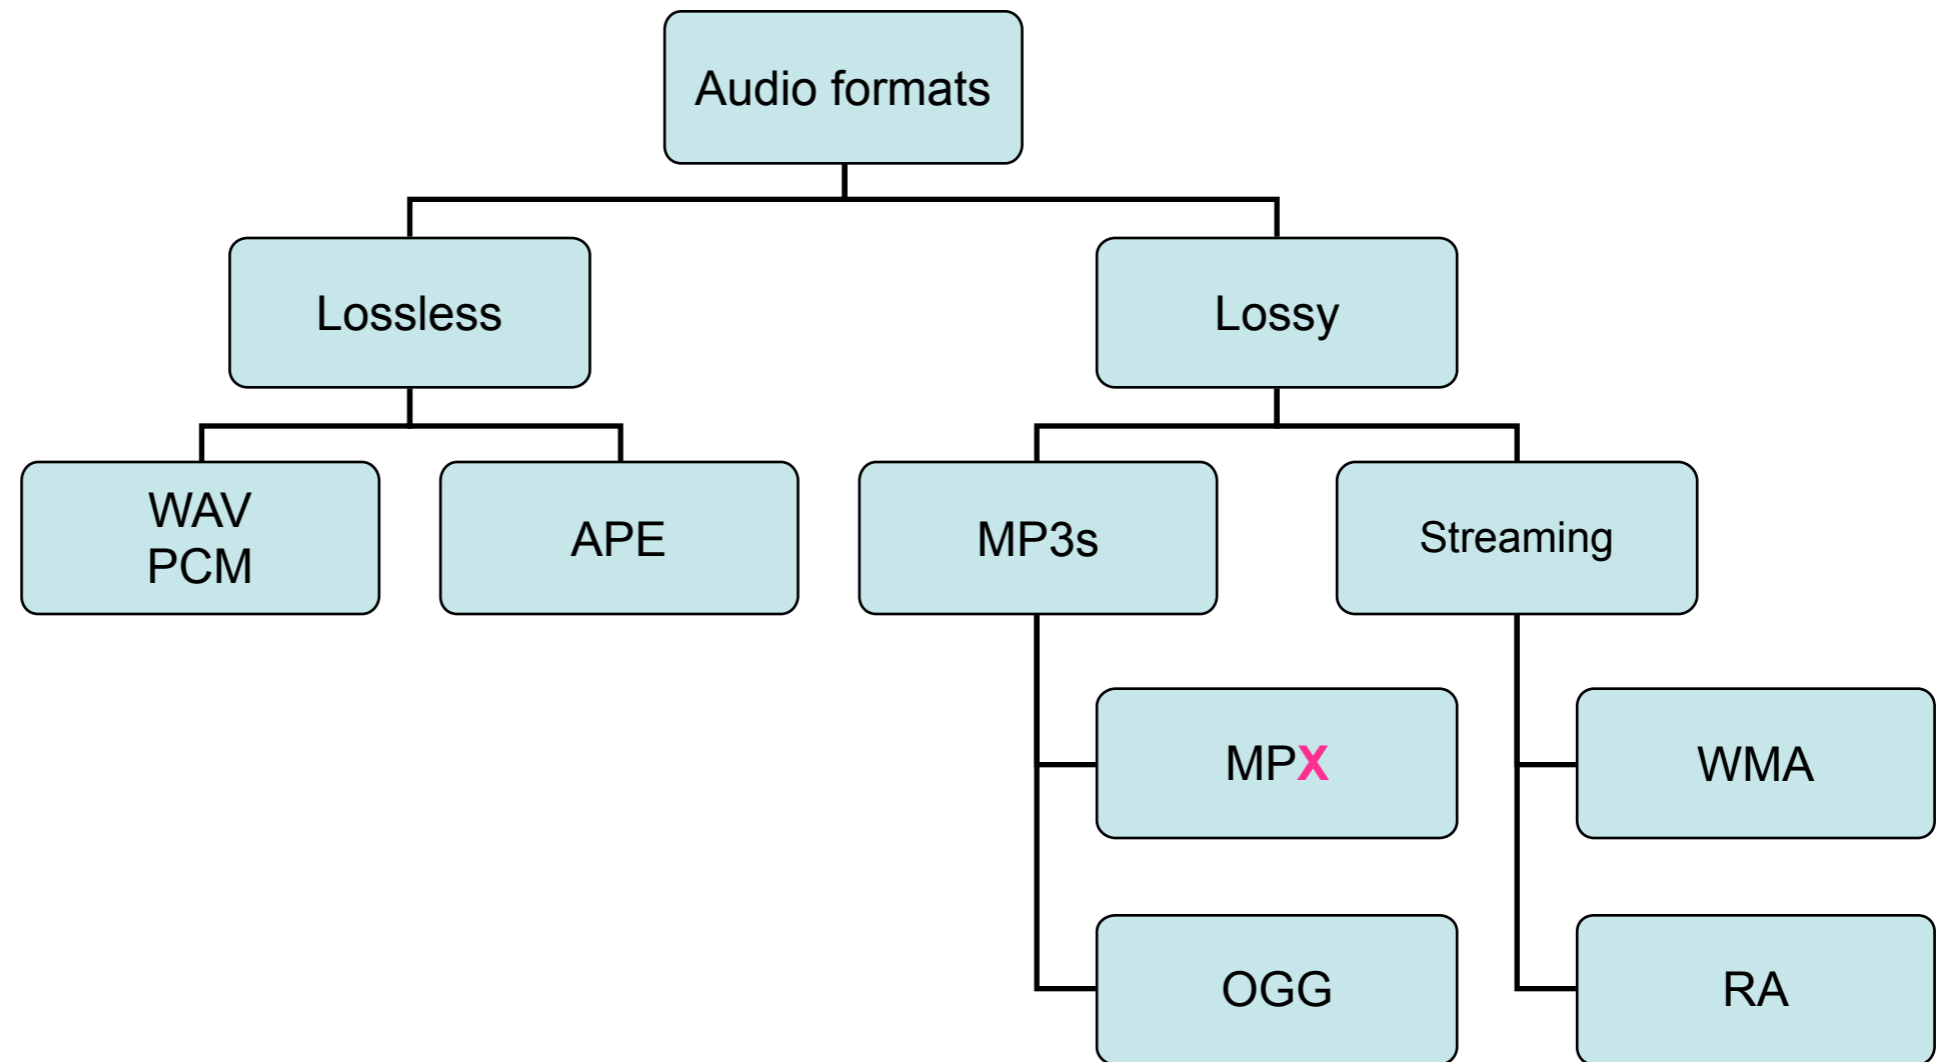 Audio formats
Lossless
Lossy
WAV
PCM
APE
MP3s
Streaming
MPX
WMA
OGG
RA